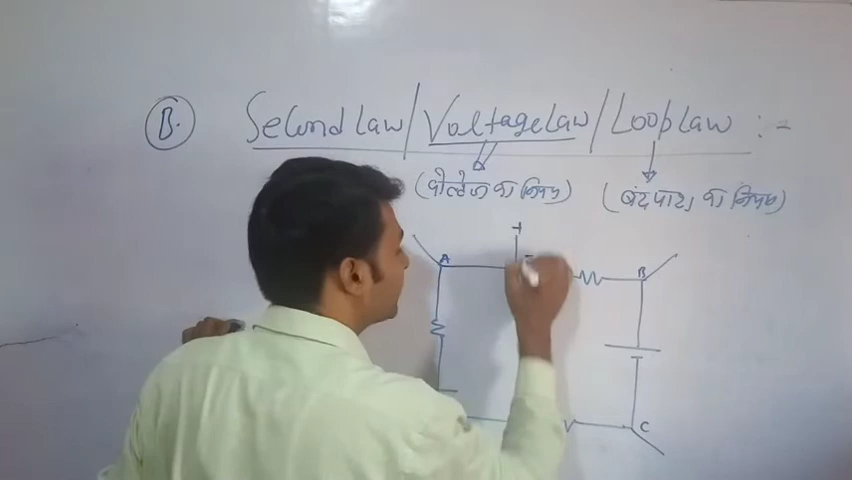 B. Second Law / Voltage Law / Loop Law :-
(वोल्टेज का नियम) (बंद पाश का नियम)
+ -
A B
C